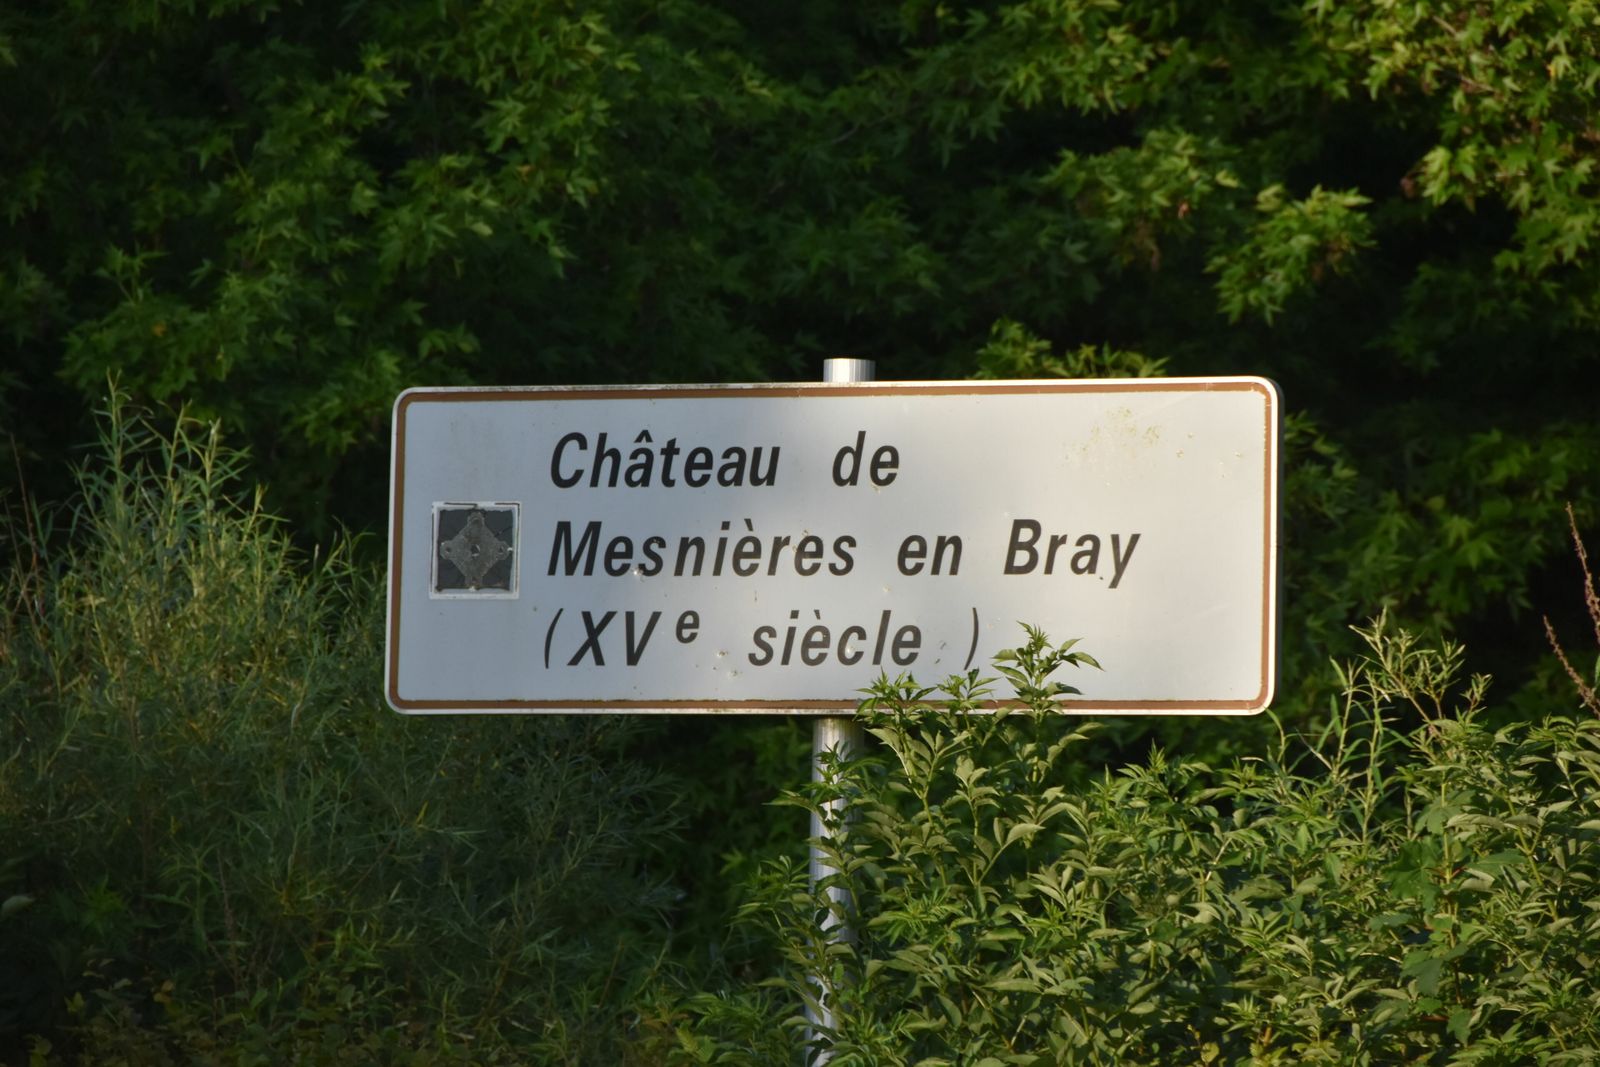 Château de
Mesnières en Bray
(XVe siècle )